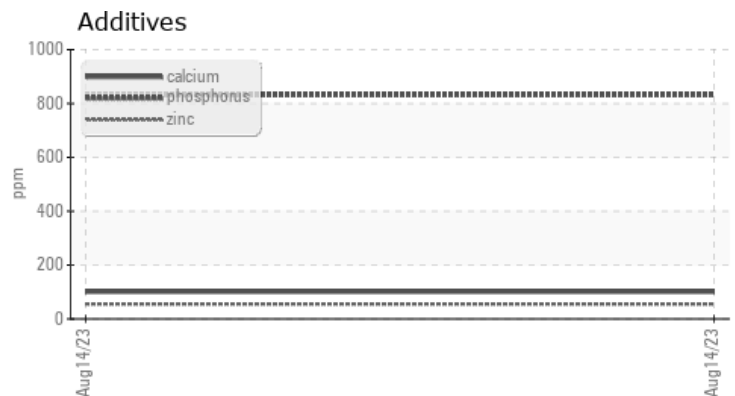 Additives
1000
800
600
400
200
0
ppm
calcium
phosphorus
zinc
Aug14/23
Aug14/23